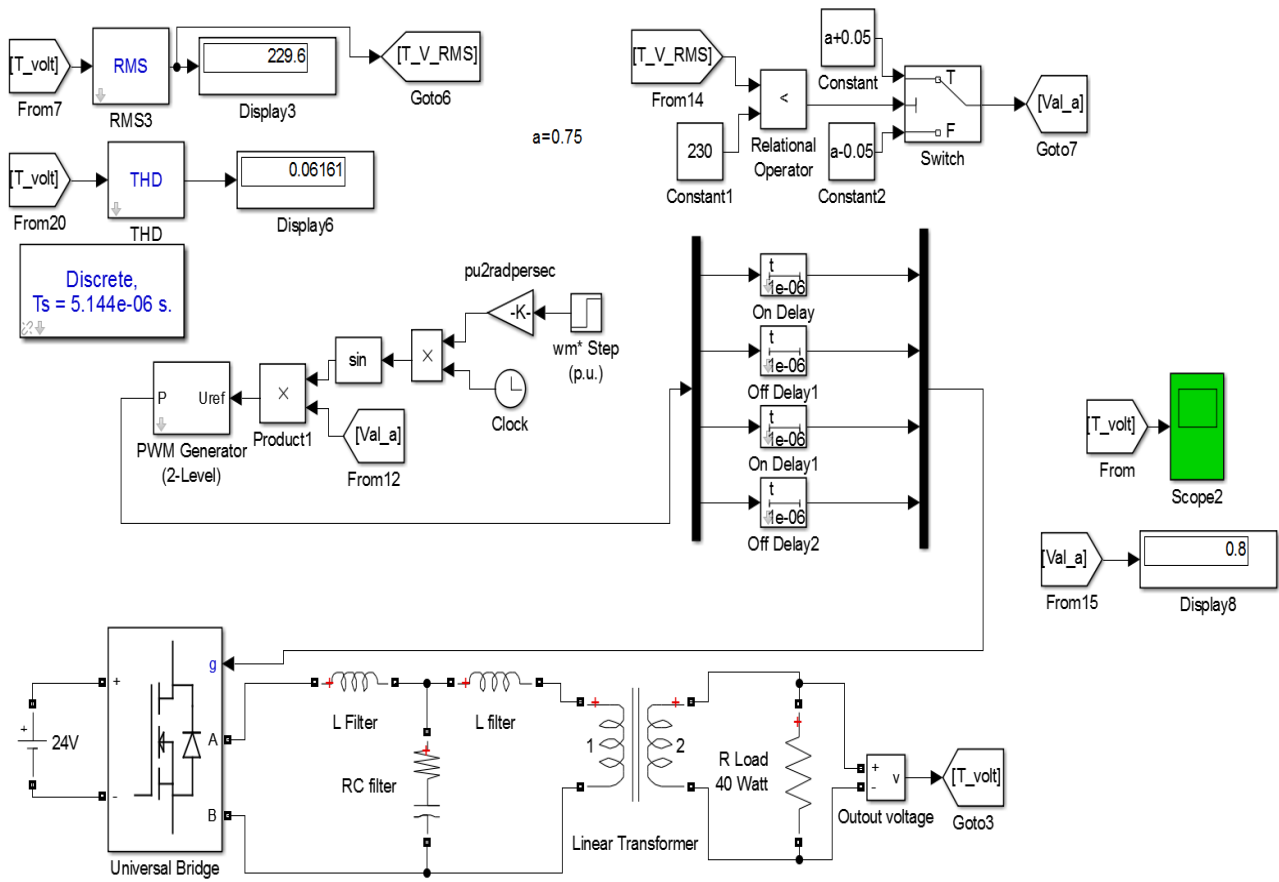 [T_volt]
From7
RMS
RMS3
229.6
Display3
[T_V_RMS]
Goto6
[T_volt]
From20
THD
THD
0.06161
Display6
Discrete,
Ts = 5.144e-06 s.
a=0.75
[T_V_RMS]
From14
230
Constant1
<
Relational
Operator
a+0.05
Constant
a-0.05
Constant2
T
F
Switch
[Val_a]
Goto7
pu2radpersec
-K-
wm* Step
(p.u.)
sin
×
Clock
P
Uref
PWM Generator
(2-Level)
×
Product1
[Val_a]
From12
t
1e-06
On Delay
t
1e-06
Off Delay1
t
1e-06
On Delay1
t
1e-06
Off Delay2
[T_volt]
From
Scope2
[Val_a]
From15
0.8
Display8
+
24V
+
-
g
A
B
Universal Bridge
+
L Filter
+
L filter
+
RC filter
+
1
+
2
Linear Transformer
+
R Load
40 Watt
+
-
v
Outout voltage
[T_volt]
Goto3